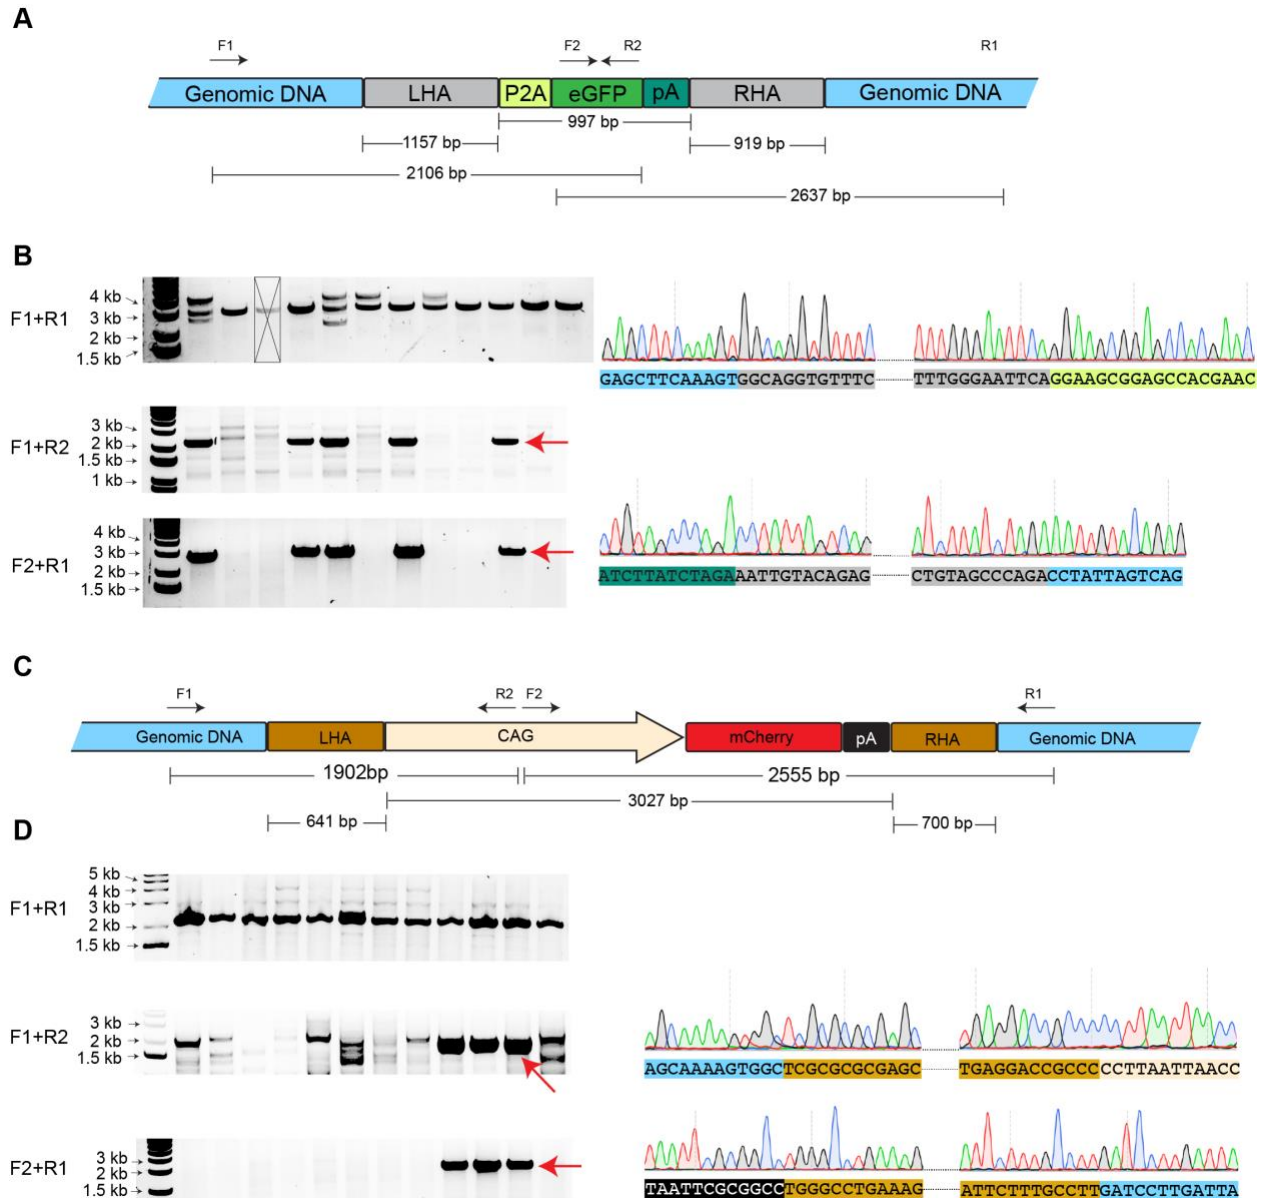 A
F1 F2 R2 R1
Genomic DNA LHA P2A eGFP pA RHA Genomic DNA
997 bp
1157 bp 919 bp
2106 bp
2637 bp
B
F1+R1
4 kb
3 kb
2 kb
1.5 kb
GAGCTTCAAAGTGGCAGGTGTTTC TTTGGGAATTCAGGAAGCGGAGCCACGAAC
F1+R2
3 kb
2 kb
1.5 kb
1 kb
F2+R1
4 kb
3 kb
2 kb
1.5 kb
ATCTTATCTAGAAATTGTACAGAG CTGTAGCCCAGACCTATTAGTCAG
C
F1 R2 F2 R1
Genomic DNA LHA CAG mCherry pA RHA Genomic DNA
1902bp 2555 bp
3027 bp
641 bp 700 bp
D
F1+R1
5 kb
4 kb
3 kb
2 kb
1.5 kb
F1+R2
3 kb
2 kb
1.5 kb
AGCAAAAGTGGCTCGCGCGCGAGC TGAGGACCGCCCCCTTAATTAACC
F2+R1
3 kb
2 kb
1.5 kb
TAATTCGCGGCCTGGGCCTGAAAG ATTCTTTGCCTTGATCCTTGATTA